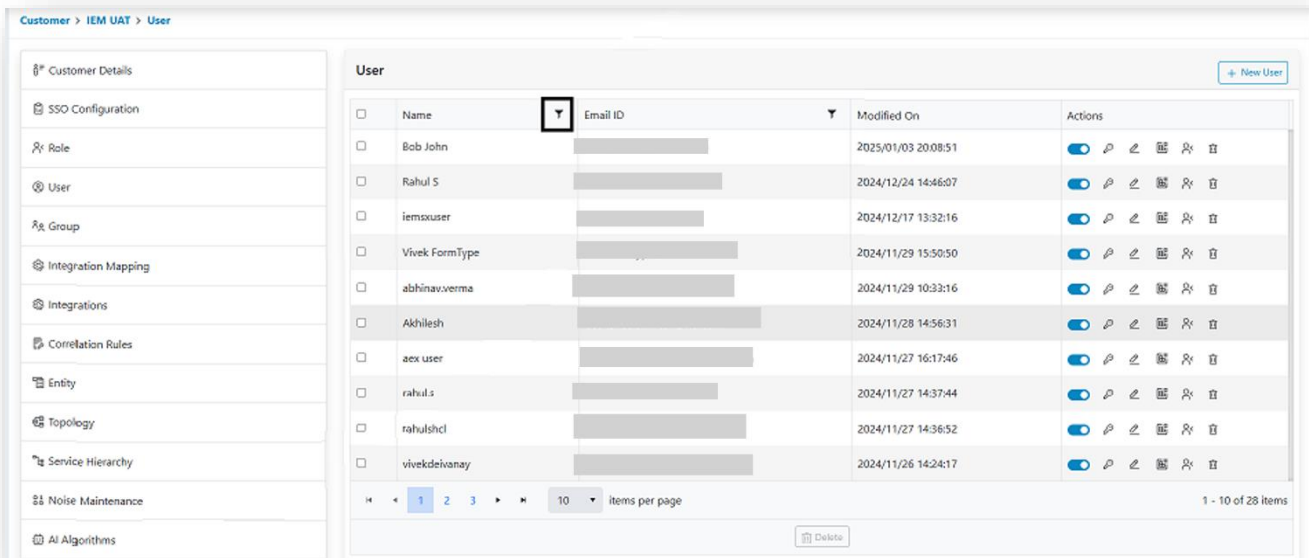 Customer > IEM UAT > User
Customer Details
SSO Configuration
Role
User
Group
Integration Mapping
Integrations
Correlation Rules
Entity
Topology
Service Hierarchy
Noise Maintenance
AI Algorithms
User
+ New User
Name Email ID Modified On Actions
Bob John 2025/01/03 20:08:51
Rahul S 2024/12/24 14:46:07
iemsxuser 2024/12/17 13:32:16
Vivek FormType 2024/11/29 15:50:50
abhinav.verma 2024/11/29 10:33:16
Akhilesh 2024/11/28 14:56:31
aex user 2024/11/27 16:17:46
rahul.s 2024/11/27 14:37:44
rahulshcl 2024/11/27 14:36:52
vivekdeivanay 2024/11/26 14:24:17
1 2 3 10 items per page 1 - 10 of 28 items
Delete